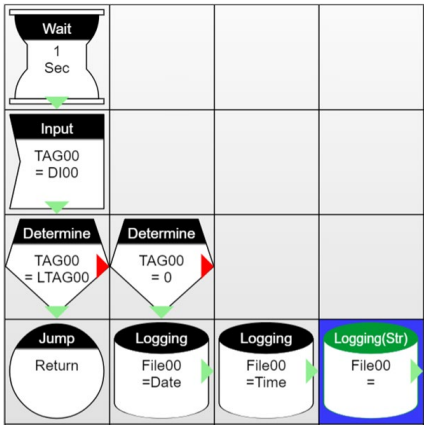 Wait
1
Sec
Input
TAG00
= DI00
Determine
TAG00
= LTAG00
Determine
TAG00
= 0
Jump
Return
Logging
File00
=Date
Logging
File00
=Time
Logging(Str)
File00
=